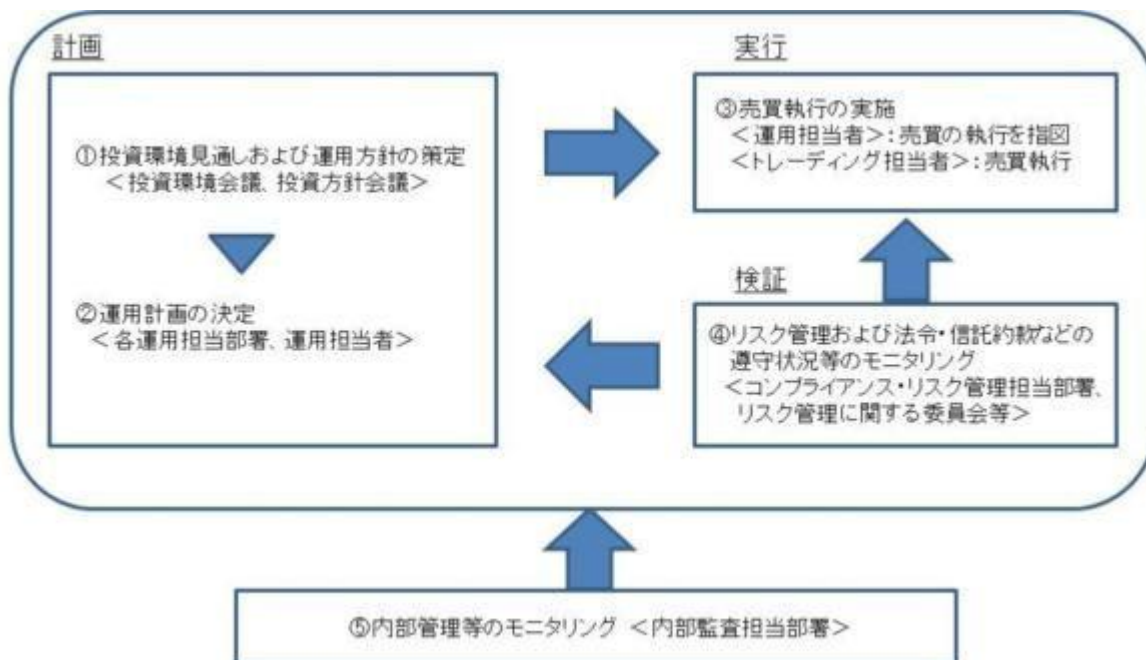 計画
①投資環境見通しおよび運用方針の策定
＜投資環境会議、投資方針会議＞
②運用計画の決定
＜各運用担当部署、運用担当者＞
実行
③売買執行の実施
＜運用担当者＞：売買の執行を指図
＜トレーディング担当者＞：売買執行
検証
④リスク管理および法令・信託約款などの
遵守状況等のモニタリング
＜コンプライアンス・リスク管理担当部署、
リスク管理に関する委員会等＞
⑤内部管理等のモニタリング ＜内部監査担当部署＞